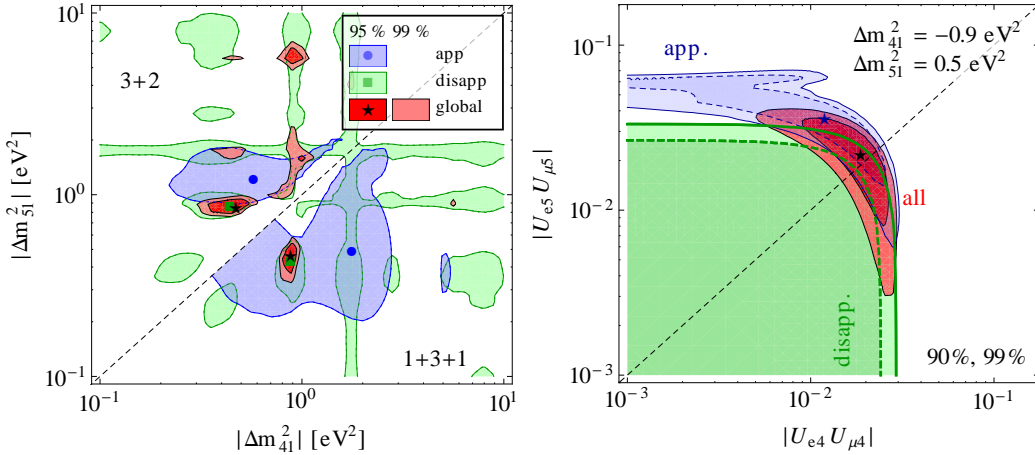 10¹
10⁰
10⁻¹
|Δm²₅₁| [eV²]
3+2
95 % 99 %
app
disapp
global
1+3+1
10⁻¹ 10⁰ 10¹
|Δm²₄₁| [eV²]
10⁻¹
10⁻²
10⁻³
|Uₑ₅ U_μ5|
app.
Δm²₄₁ = −0.9 eV²
Δm²₅₁ = 0.5 eV²
all
disapp.
90%, 99%
10⁻³ 10⁻² 10⁻¹
|Uₑ₄ U_μ4|